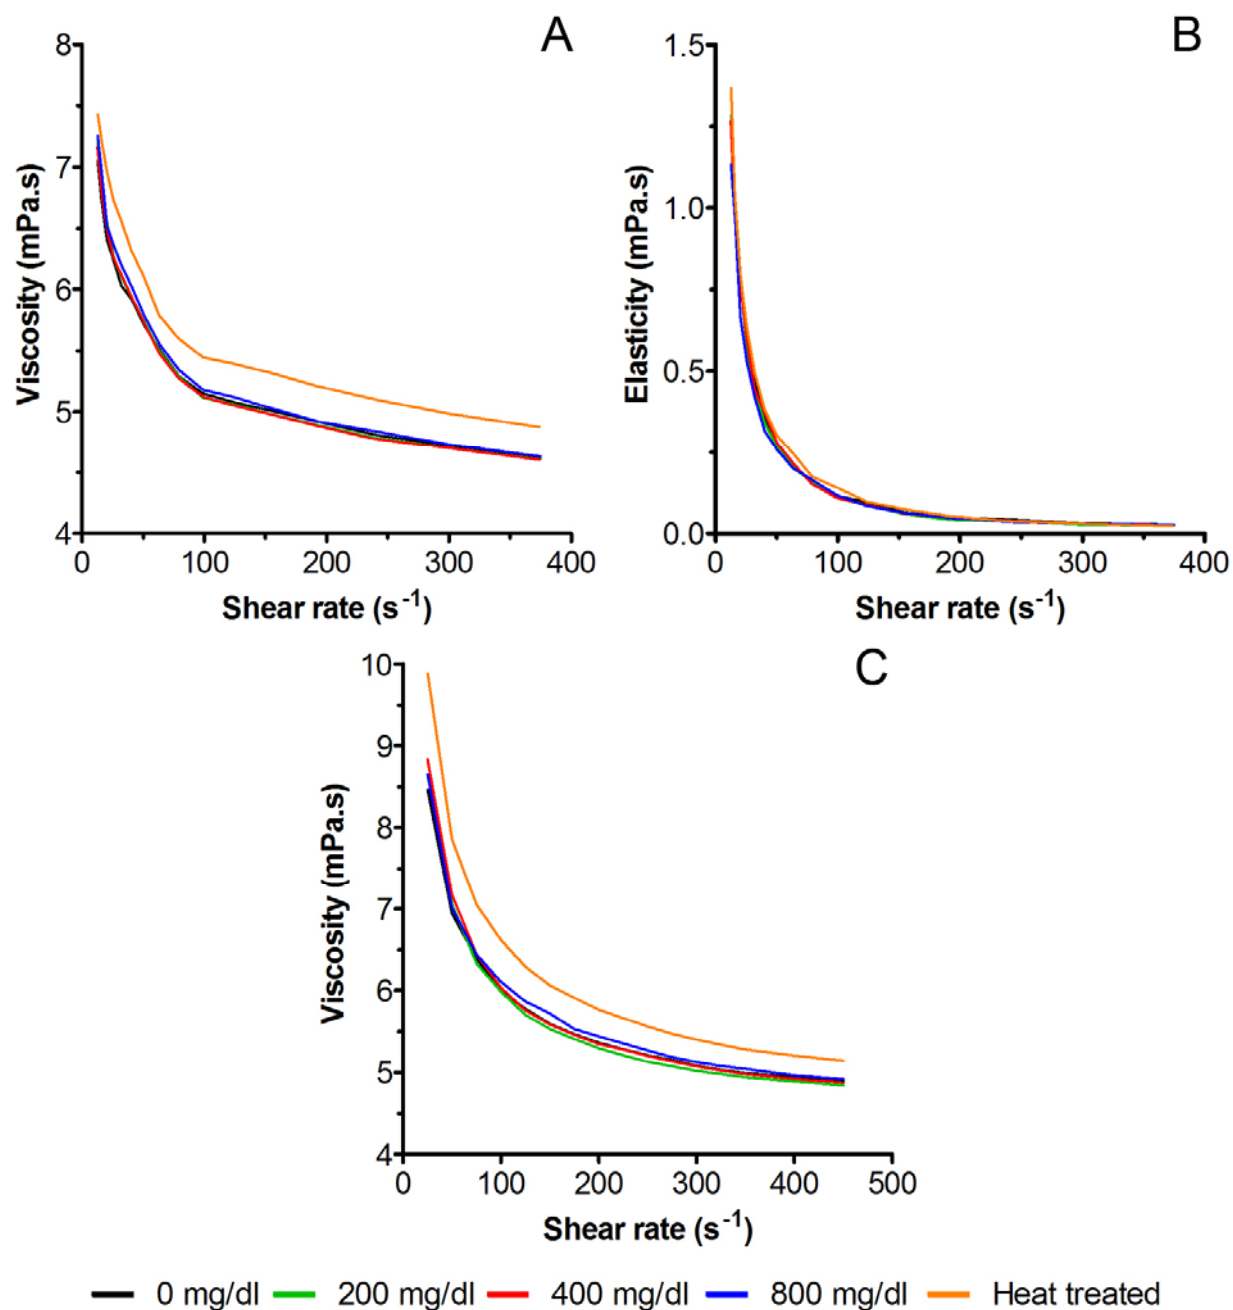 A
8
7
6
5
4
Viscosity (mPa.s)
0 100 200 300 400
Shear rate (s⁻¹)
B
1.5
1.0
0.5
0.0
Elasticity (mPa.s)
0 100 200 300 400
Shear rate (s⁻¹)
C
10
9
8
7
6
5
4
Viscosity (mPa.s)
0 100 200 300 400 500
Shear rate (s⁻¹)
0 mg/dl 200 mg/dl 400 mg/dl 800 mg/dl Heat treated